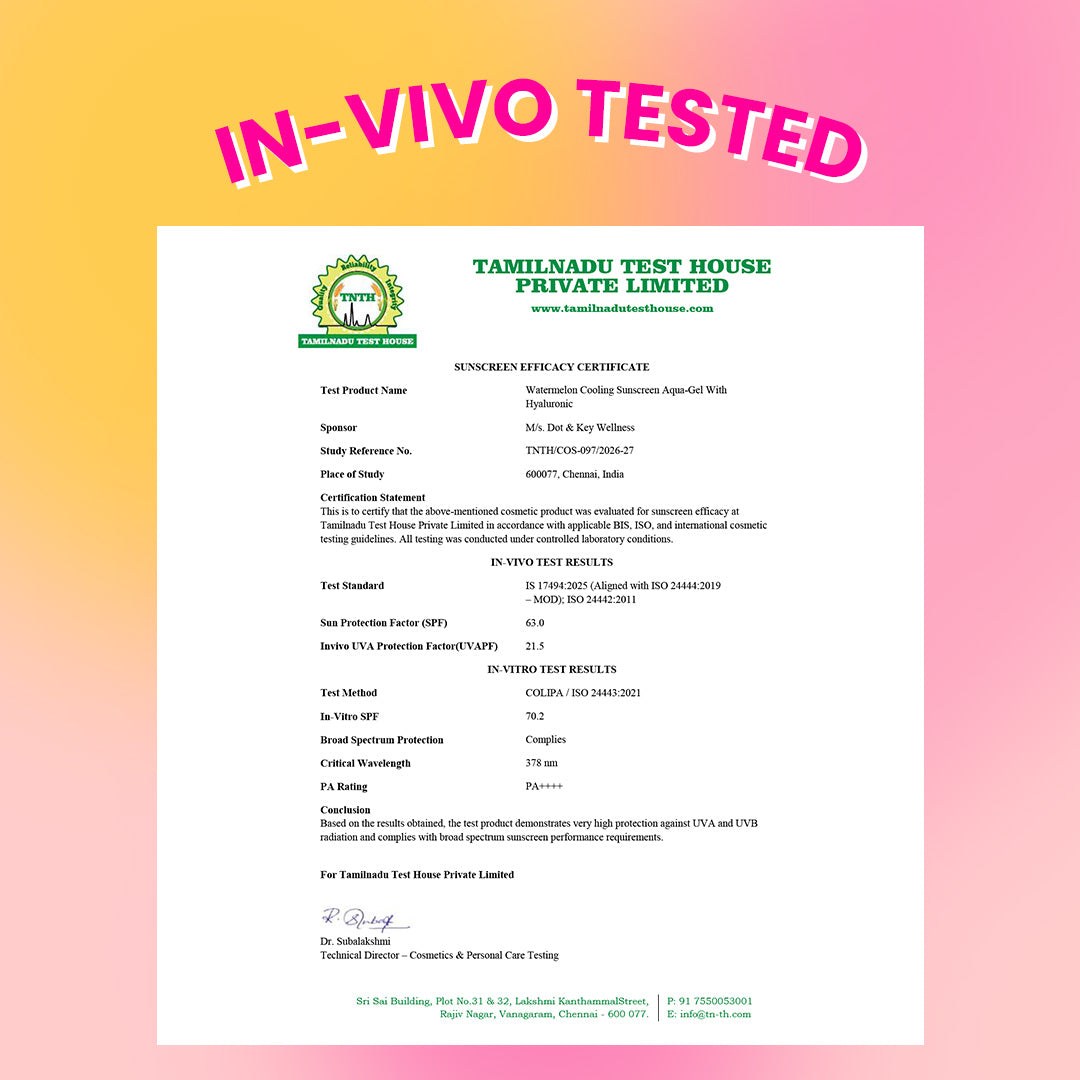 IN-VIVO TESTED
Reliability
Quality
Integrity
TNTH
TAMILNADU TEST HOUSE
TAMILNADU TEST HOUSE
PRIVATE LIMITED
www.tamilnadutesthouse.com
SUNSCREEN EFFICACY CERTIFICATE
Test Product Name Watermelon Cooling Sunscreen Aqua-Gel With
Hyaluronic
Sponsor M/s. Dot & Key Wellness
Study Reference No. TNTH/COS-097/2026-27
Place of Study 600077, Chennai, India
Certification Statement
This is to certify that the above-mentioned cosmetic product was evaluated for sunscreen efficacy at
Tamilnadu Test House Private Limited in accordance with applicable BIS, ISO, and international cosmetic
testing guidelines. All testing was conducted under controlled laboratory conditions.
IN-VIVO TEST RESULTS
Test Standard IS 17494:2025 (Aligned with ISO 24444:2019
– MOD); ISO 24442:2011
Sun Protection Factor (SPF) 63.0
Invivo UVA Protection Factor(UVAPF) 21.5
IN-VITRO TEST RESULTS
Test Method COLIPA / ISO 24443:2021
In-Vitro SPF 70.2
Broad Spectrum Protection Complies
Critical Wavelength 378 nm
PA Rating PA++++
Conclusion
Based on the results obtained, the test product demonstrates very high protection against UVA and UVB
radiation and complies with broad spectrum sunscreen performance requirements.
For Tamilnadu Test House Private Limited
Dr. Subalakshmi
Technical Director – Cosmetics & Personal Care Testing
Sri Sai Building, Plot No.31 & 32, Lakshmi KanthammalStreet, P: 91 7550053001
Rajiv Nagar, Vanagaram, Chennai - 600 077. E: info@tn-th.com